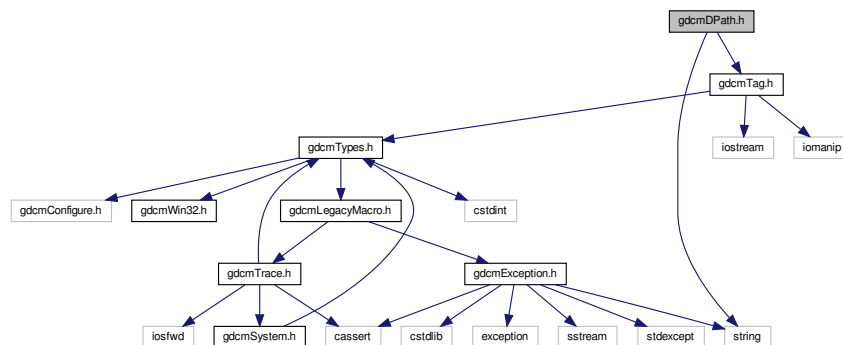 gdcmDPath.h
gdcmTag.h
iostream
iomanip
gdcmTypes.h
gdcmConfigure.h
gdcmWin32.h
gdcmLegacyMacro.h
cstdint
gdcmTrace.h
gdcmException.h
iosfwd
gdcmSystem.h
cassert
cstdlib
exception
sstream
stdexcept
string